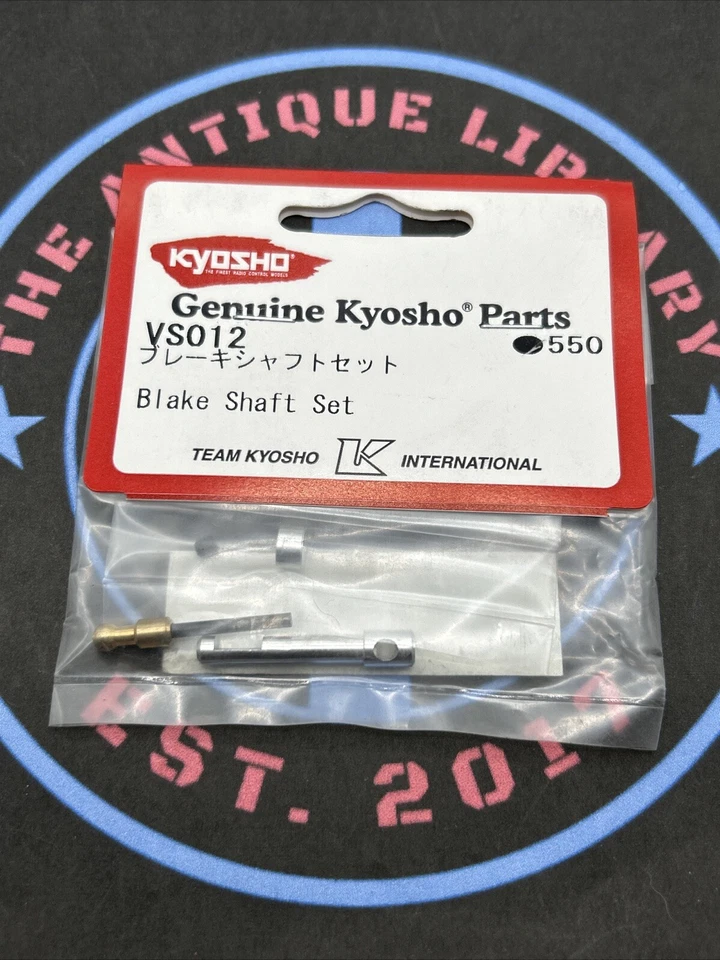 THE ANTIQUE LIBRARY
KYOSHO®
THE FINEST RADIO CONTROL MODELS
Genuine Kyosho® Parts
VS012
●550
ブレーキシャフトセット
Blake Shaft Set
TEAM KYOSHO K INTERNATIONAL
EST. 2017